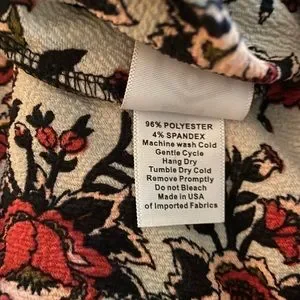 96% POLYESTER
4% SPANDEX
Machine wash Cold
Gentle Cycle
Hang Dry
Tumble Dry Cold
Remove Promptly
Do not Bleach
Made in USA
of Imported Fabrics